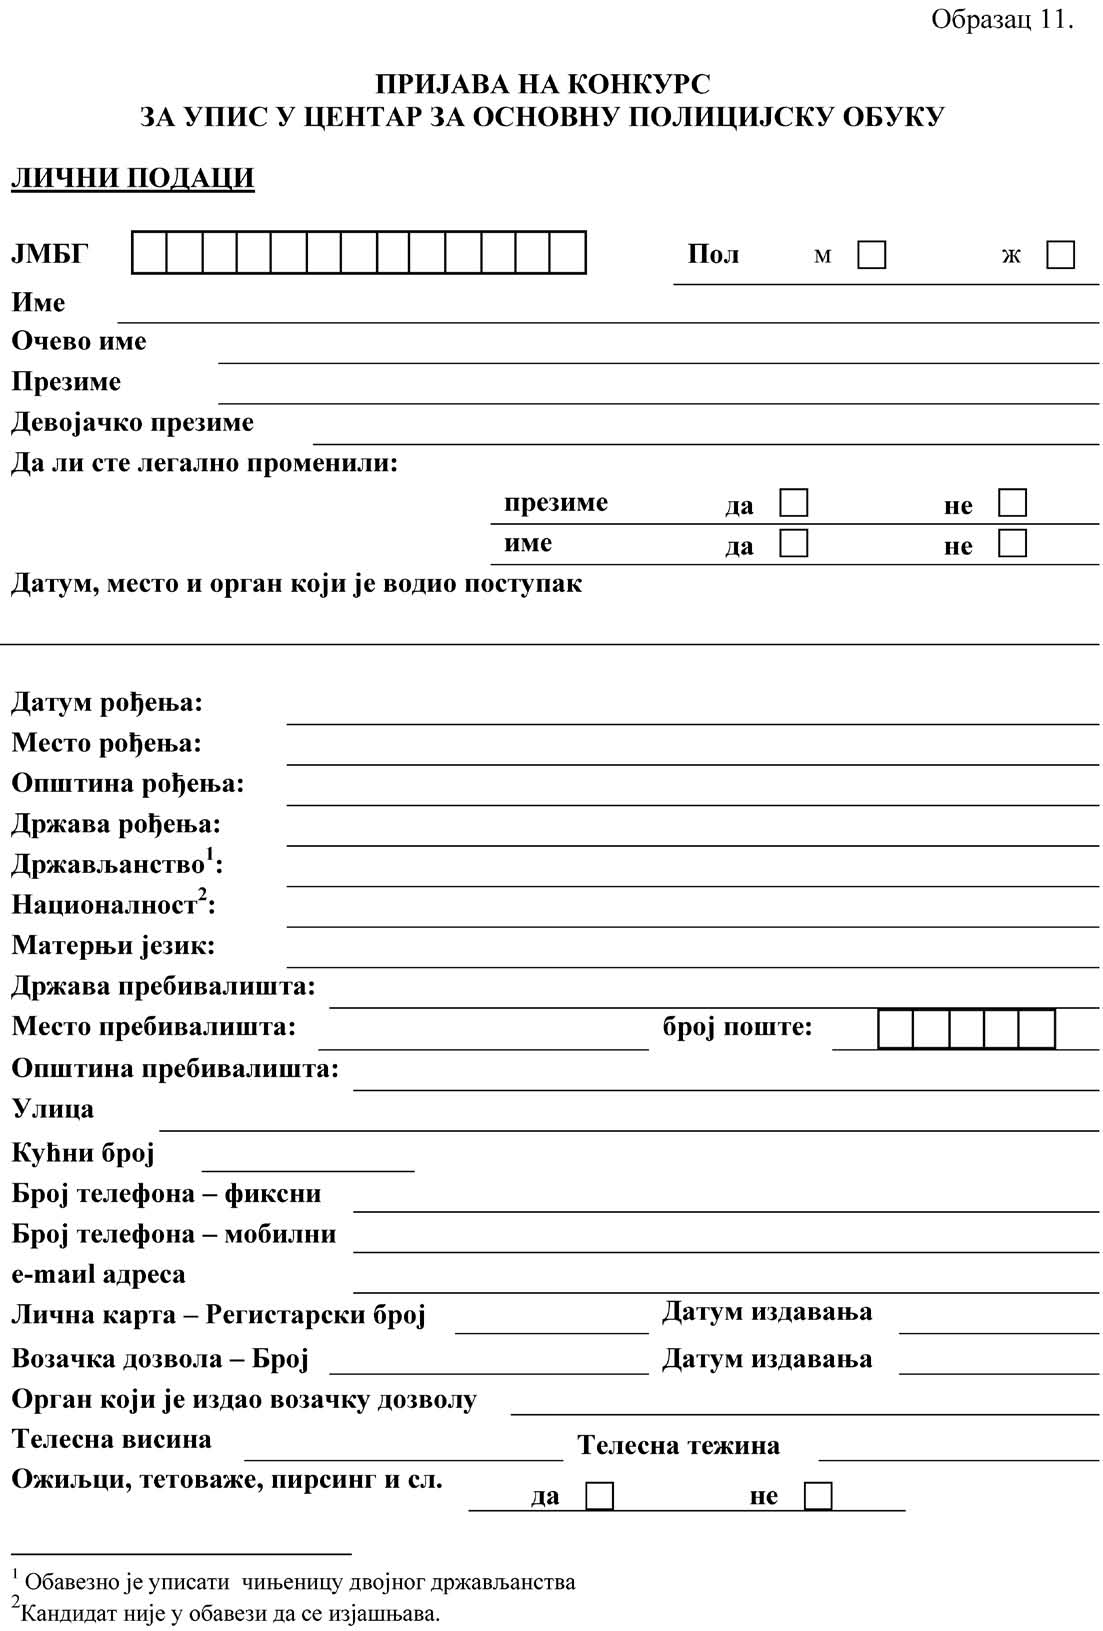 Образац 11.
ПРИЈАВА НА КОНКУРС
ЗА УПИС У ЦЕНТАР ЗА ОСНОВНУ ПОЛИЦИЈСКУ ОБУКУ
ЛИЧНИ ПОДАЦИ
ЈМБГ Пол м ж
Име
Очево име
Презиме
Девојачко презиме
Да ли сте легално променили:
презиме да не
име да не
Датум, место и орган који је водио поступак
Датум рођења:
Место рођења:
Општина рођења:
Држава рођења:
Држављанство1:
Националност2:
Матерњи језик:
Држава пребивалишта:
Место пребивалишта: број поште:
Општина пребивалишта:
Улица
Кућни број
Број телефона – фиксни
Број телефона – мобилни
e-maиl адреса
Лична карта – Регистарски број Датум издавања
Возачка дозвола – Број Датум издавања
Орган који је издао возачку дозволу
Телесна висина Телесна тежина
Ожиљци, тетоваже, пирсинг и сл. да не
1 Обавезно је уписати чињеницу двојног држављанства
2Кандидат није у обавези да се изјашњава.